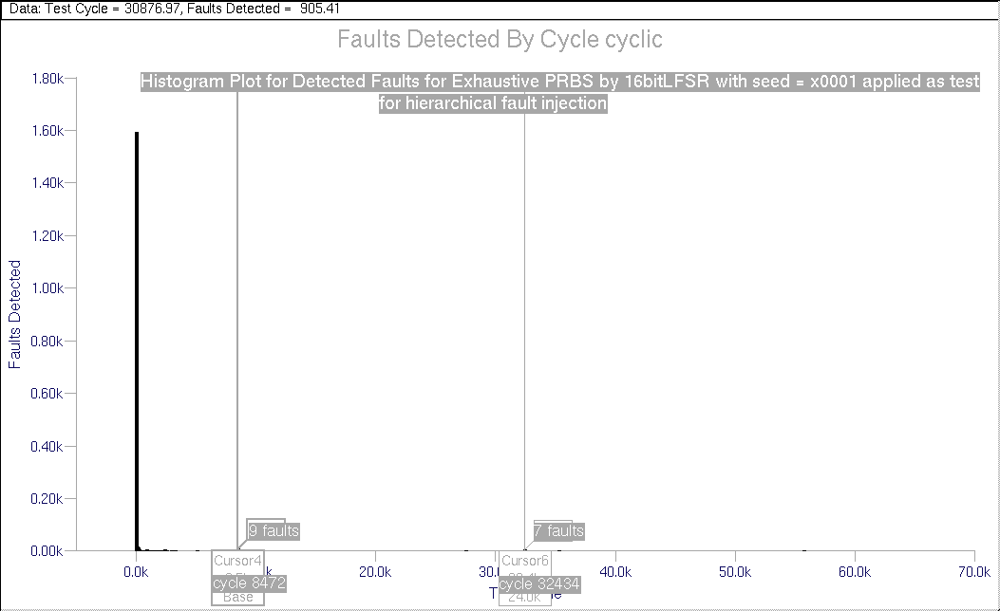 Data: Test Cycle = 30876.97, Faults Detected = 905.41
Faults Detected By Cycle cyclic
Histogram Plot for Detected Faults for Exhaustive PRBS by 16bitLFSR with seed = x0001 applied as test
for hierarchical fault injection
1.80k
1.60k
1.40k
1.20k
1.00k
0.80k
0.60k
0.40k
0.20k
0.00k
Faults Detected
9 faults
7 faults
0.0k
20.0k
40.0k
50.0k
60.0k
70.0k
Cursor4
cycle 8472
Base
Cursor6
cycle 32434
24.0k